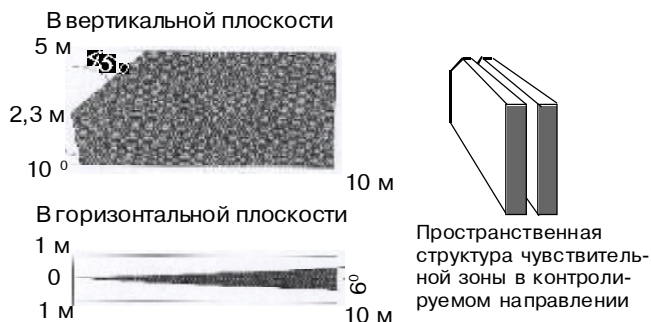 В вертикальной плоскости
5 м
45°
2,3 м
10 0
10 м
В горизонтальной плоскости
1 м
0
1 м
6°
10 м
Пространственная
структура чувствитель-
ной зоны в контроли-
руемом направлении